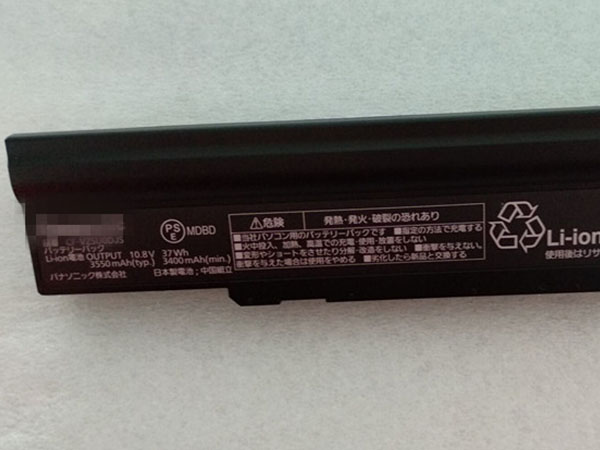 バッテリーパック
Li-ion電池 OUTPUT 10.8V 37Wh
3550mAh(typ.) 3400mAh(min.)
パナソニック株式会社 日本製電池:中国組立
PS
E
MDBD
⚠危険 発熱・発火・破裂の恐れあり
■当社パソコン用のバッテリーパックです ■指定の方法で充電する
■火中投入、加熱、高温での充電・使用・放置をしない
■変形やショートをさせたり分解・改造をしない ■衝撃を与えない。
衝撃を与えた場合は使用をやめる ■劣化したら新品と交換する
Li-ion
使用後はリサ